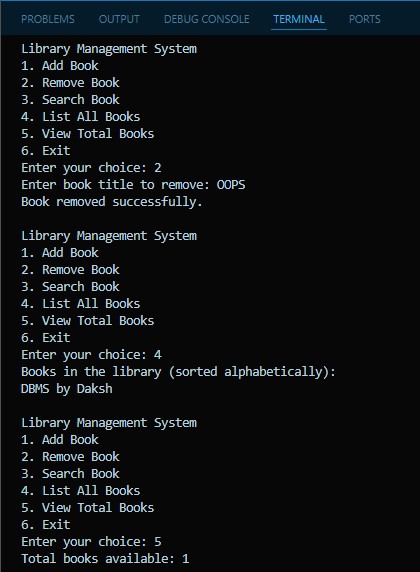 PROBLEMS OUTPUT DEBUG CONSOLE TERMINAL PORTS
Library Management System
1. Add Book
2. Remove Book
3. Search Book
4. List All Books
5. View Total Books
6. Exit
Enter your choice: 2
Enter book title to remove: OOPS
Book removed successfully.
Library Management System
1. Add Book
2. Remove Book
3. Search Book
4. List All Books
5. View Total Books
6. Exit
Enter your choice: 4
Books in the library (sorted alphabetically):
DBMS by Daksh
Library Management System
1. Add Book
2. Remove Book
3. Search Book
4. List All Books
5. View Total Books
6. Exit
Enter your choice: 5
Total books available: 1